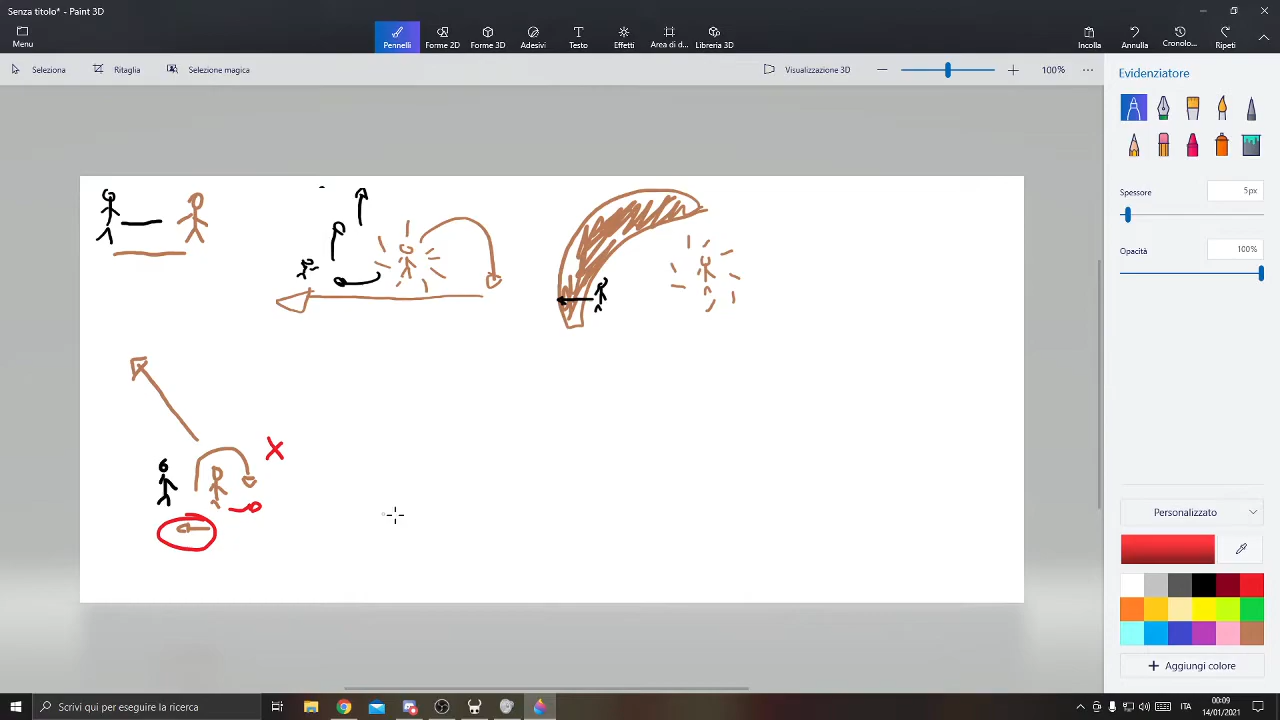 Senza titolo* - Paint 3D
Menu
Pennelli
Forme 2D
Forme 3D
Adesivi
Testo
Effetti
Area di d...
Libreria 3D
Incolla
Annulla
Cronolo...
Ripeti
Seleziona
Ritaglia
Selezione magica
Visualizzazione 3D
100%
Evidenziatore
Spessore
5px
Opacità
100%
Personalizzato
Aggiungi colore
Scrivi qui per eseguire la ricerca
ITA
00:09
14/01/2021